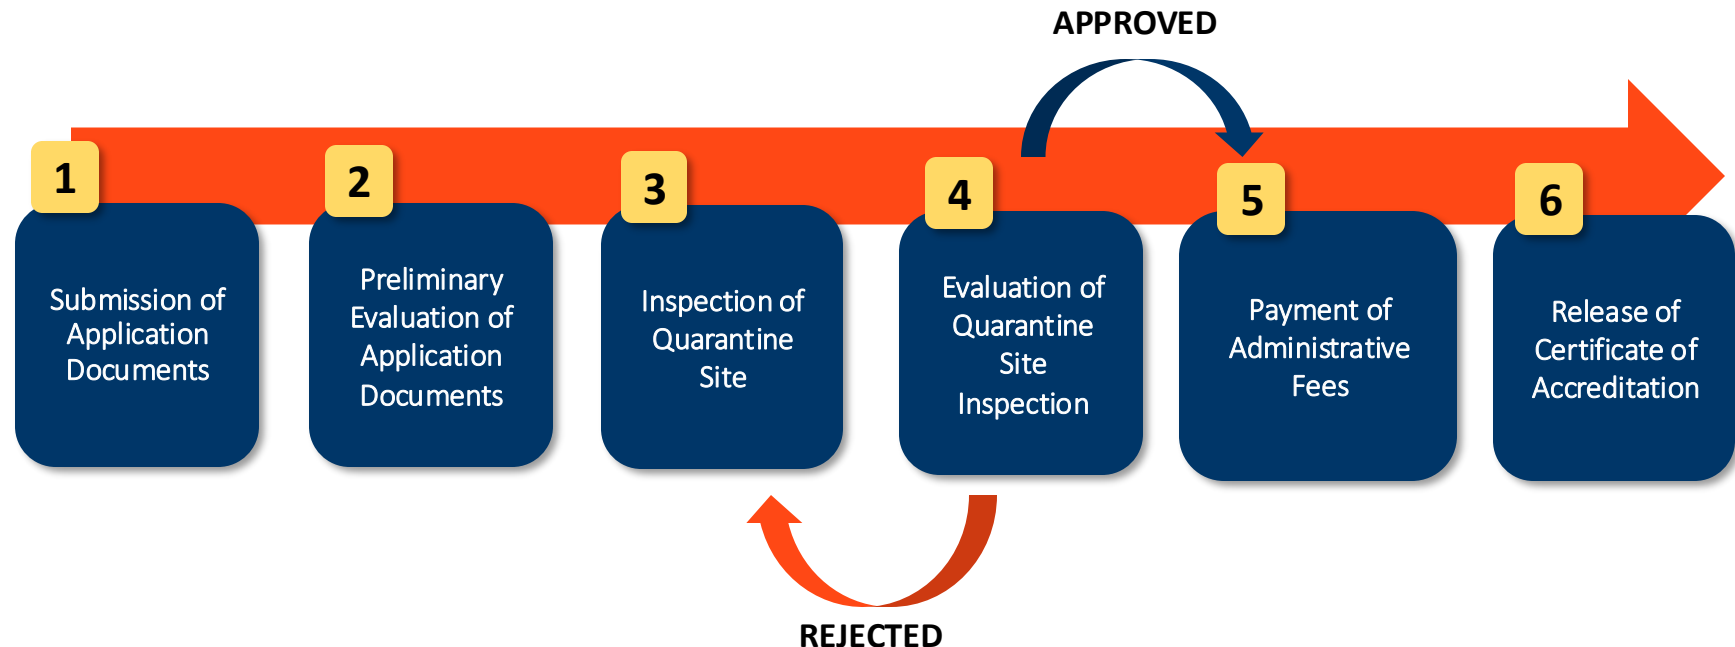 APPROVED
1
Submission of
Application
Documents
2
Preliminary
Evaluation of
Application
Documents
3
Inspection of
Quarantine
Site
4
Evaluation of
Quarantine
Site
Inspection
5
Payment of
Administrative
Fees
6
Release of
Certificate of
Accreditation
REJECTED